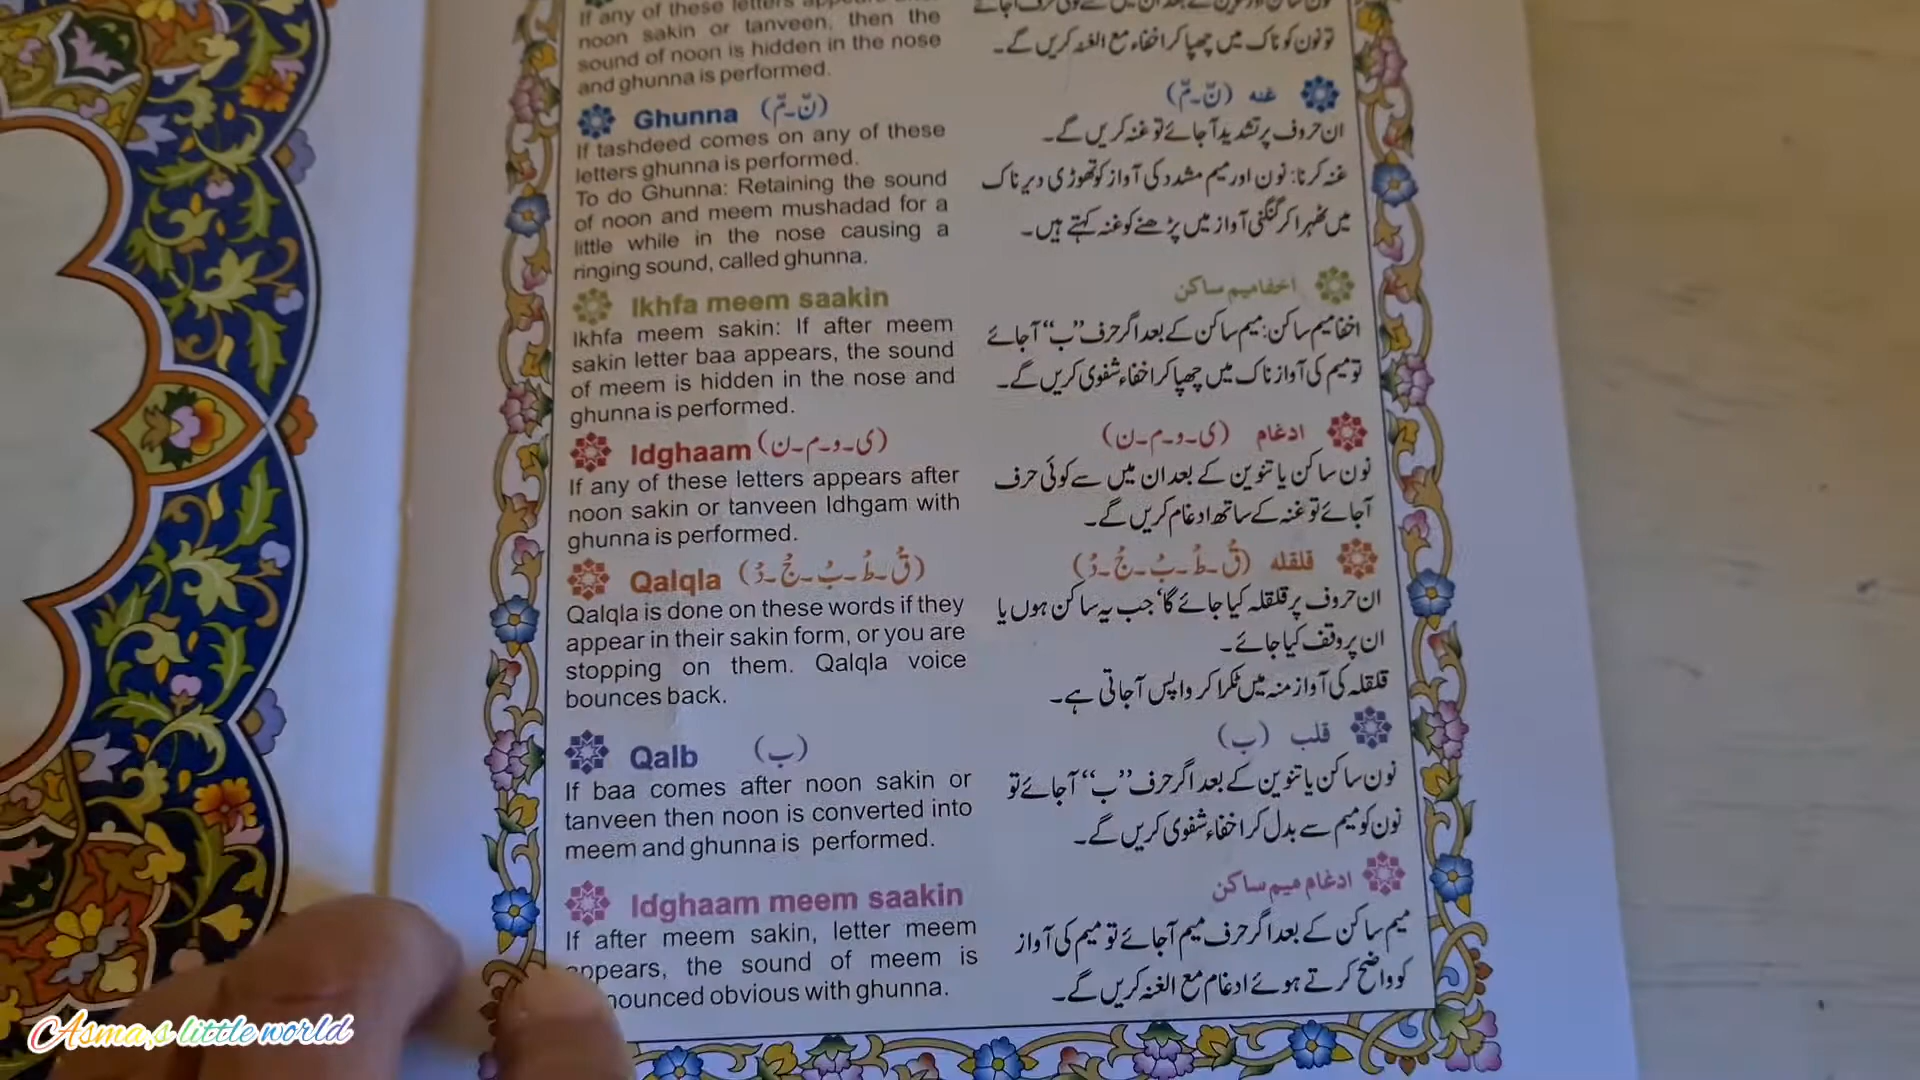 If any of these letters
noon sakin or tanveen, then the
sound of noon is hidden in the nose
and ghunna is performed.
Ghunna (نّ-مّ)
If tashdeed comes on any of these
letters ghunna is performed.
To do Ghunna: Retaining the sound
of noon and meem mushadad for a
little while in the nose causing a
ringing sound, called ghunna.
Ikhfa meem saakin
Ikhfa meem sakin: If after meem
sakin letter baa appears, the sound
of meem is hidden in the nose and
ghunna is performed.
Idghaam (ی-و-م-ن)
If any of these letters appears after
noon sakin or tanveen Idhgam with
ghunna is performed.
Qalqla (قُ-طُ-بُ-جُ-دُ)
Qalqla is done on these words if they
appear in their sakin form, or you are
stopping on them. Qalqla voice
bounces back.
Qalb (ب)
If baa comes after noon sakin or
tanveen then noon is converted into
meem and ghunna is performed.
Idghaam meem saakin
If after meem sakin, letter meem
appears, the sound of meem is
nounced obvious with ghunna.
تو نون کو ناک میں چھپا کر اخفاء مع الغنہ کریں گے۔
غنه (نّ-مّ)
ان حروف پر تشدید آجائے تو غنہ کریں گے۔
غنہ کرنا: نون اور میم مشدد کی آواز کو تھوڑی دیر ناک
میں ٹھہرا کر گنگنی آواز میں پڑھنے کو غنہ کہتے ہیں۔
اخفا میم ساکن
اخفا میم ساکن: میم ساکن کے بعد اگر حرف ”ب“ آجائے
تو میم کی آواز ناک میں چھپا کر اخفاء شفوی کریں گے۔
ادغام (ی-و-م-ن)
نون ساکن یا تنوین کے بعد ان میں سے کوئی حرف
آجائے تو غنہ کے ساتھ ادغام کریں گے۔
قلقله (قُ-طُ-بُ-جُ-دُ)
ان حروف پر قلقلہ کیا جائے گا، جب یہ ساکن ہوں یا
ان پر وقف کیا جائے۔
قلقلہ کی آواز منہ میں ٹکرا کر واپس آجاتی ہے۔
قلب (ب)
نون ساکن یا تنوین کے بعد اگر حرف ”ب“ آجائے تو
نون کو میم سے بدل کر اخفاء شفوی کریں گے۔
ادغام میم ساکن
میم ساکن کے بعد اگر حرف میم آجائے تو میم کی آواز
کو واضح کرتے ہوئے ادغام مع الغنہ کریں گے۔
Asma,s little world